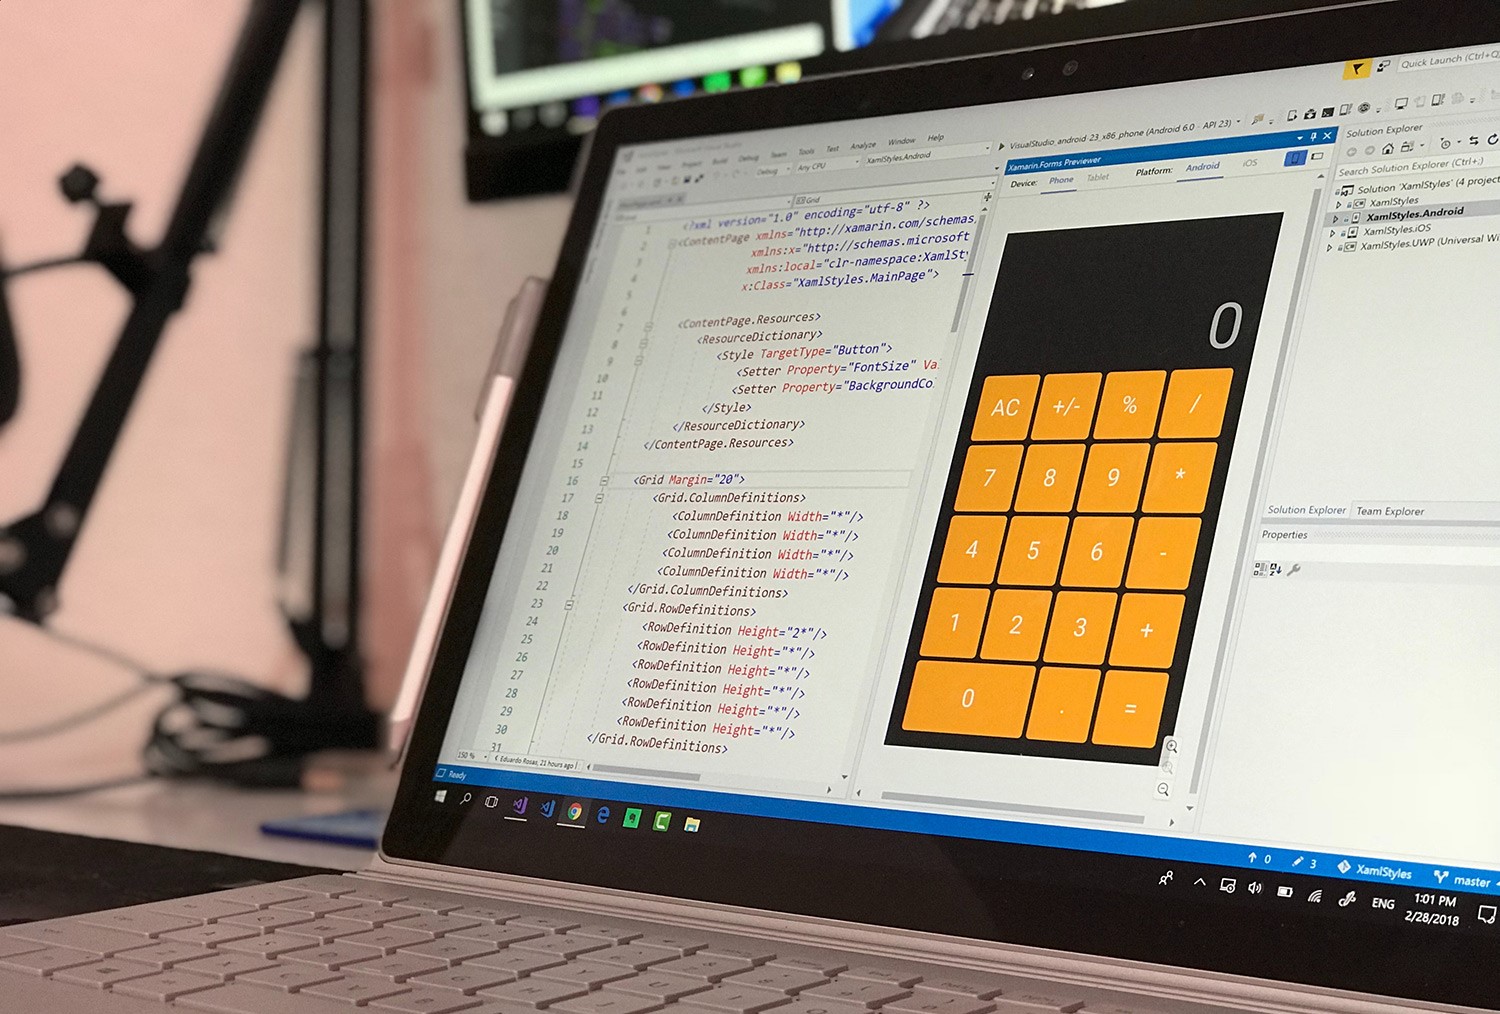 Quick Launch (Ctrl+Q
Project Build Debug Team Tools Test Analyze Window Help
Debug Any CPU XamlStyles.Android
VisualStudio_android-23_x86_phone (Android 6.0 - API 23)
Grid
1 <?xml version="1.0" encoding="utf-8" ?>
2 <ContentPage xmlns="http://xamarin.com/schemas
3 xmlns:x="http://schemas.microsoft
4 xmlns:local="clr-namespace:XamlSt
5 x:Class="XamlStyles.MainPage">
6
7 <ContentPage.Resources>
8 <ResourceDictionary>
9 <Style TargetType="Button">
10 <Setter Property="FontSize" Va
11 <Setter Property="BackgroundCo
12 </Style>
13 </ResourceDictionary>
14 </ContentPage.Resources>
15
16 <Grid Margin="20">
17 <Grid.ColumnDefinitions>
18 <ColumnDefinition Width="*"/>
19 <ColumnDefinition Width="*"/>
20 <ColumnDefinition Width="*"/>
21 <ColumnDefinition Width="*"/>
22 </Grid.ColumnDefinitions>
23 <Grid.RowDefinitions>
24 <RowDefinition Height="2*"/>
25 <RowDefinition Height="*"/>
26 <RowDefinition Height="*"/>
27 <RowDefinition Height="*"/>
28 <RowDefinition Height="*"/>
29 <RowDefinition Height="*"/>
30 </Grid.RowDefinitions>
31
150 % Eduardo Rosas, 21 hours ago |
Ready
Xamarin.Forms Previewer
Device: Phone Tablet Platform: Android iOS
0
AC +/- % /
7 8 9 *
4 5 6 -
1 2 3 +
0 . =
Solution Explorer
Search Solution Explorer (Ctrl+;)
Solution 'XamlStyles' (4 project
XamlStyles
XamlStyles.Android
XamlStyles.iOS
XamlStyles.UWP (Universal Wi
Solution Explorer Team Explorer
Properties
0 3 XamlStyles master
ENG 1:01 PM
2/28/2018